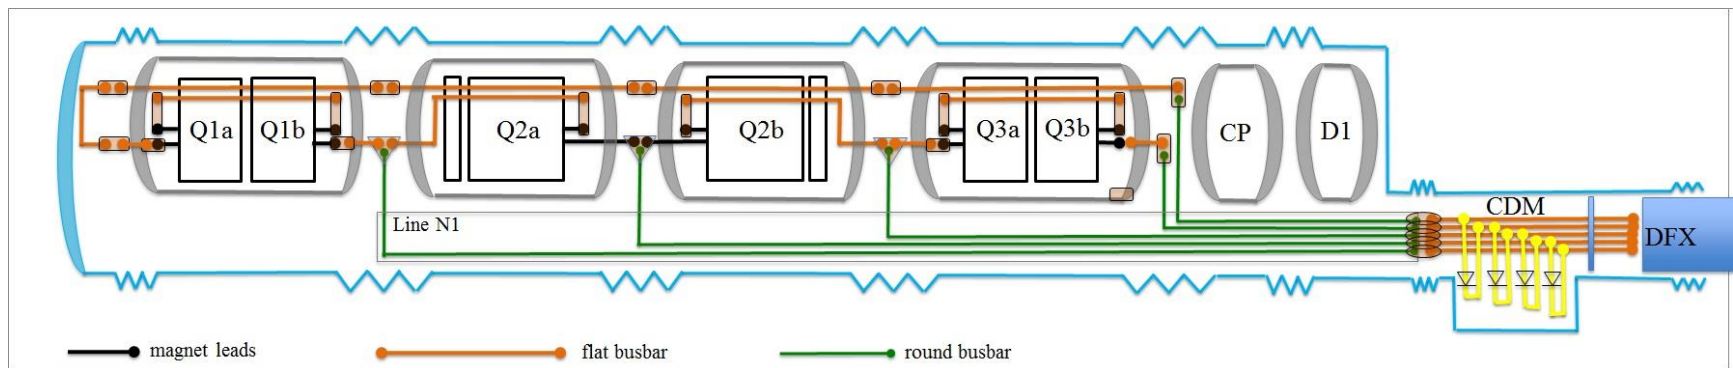 Q1a
Q1b
Q2a
Q2b
Q3a
Q3b
CP
D1
Line N1
CDM
DFX
magnet leads
flat busbar
round busbar